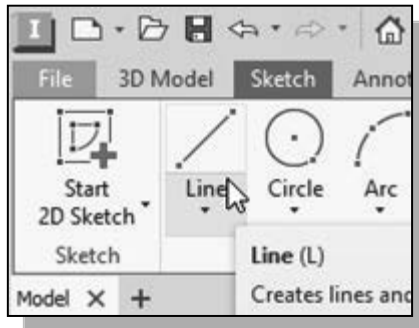 I
File 3D Model Sketch Annot
Start
2D Sketch
Line Circle Arc
Sketch
Line (L)
Model × +
Creates lines and